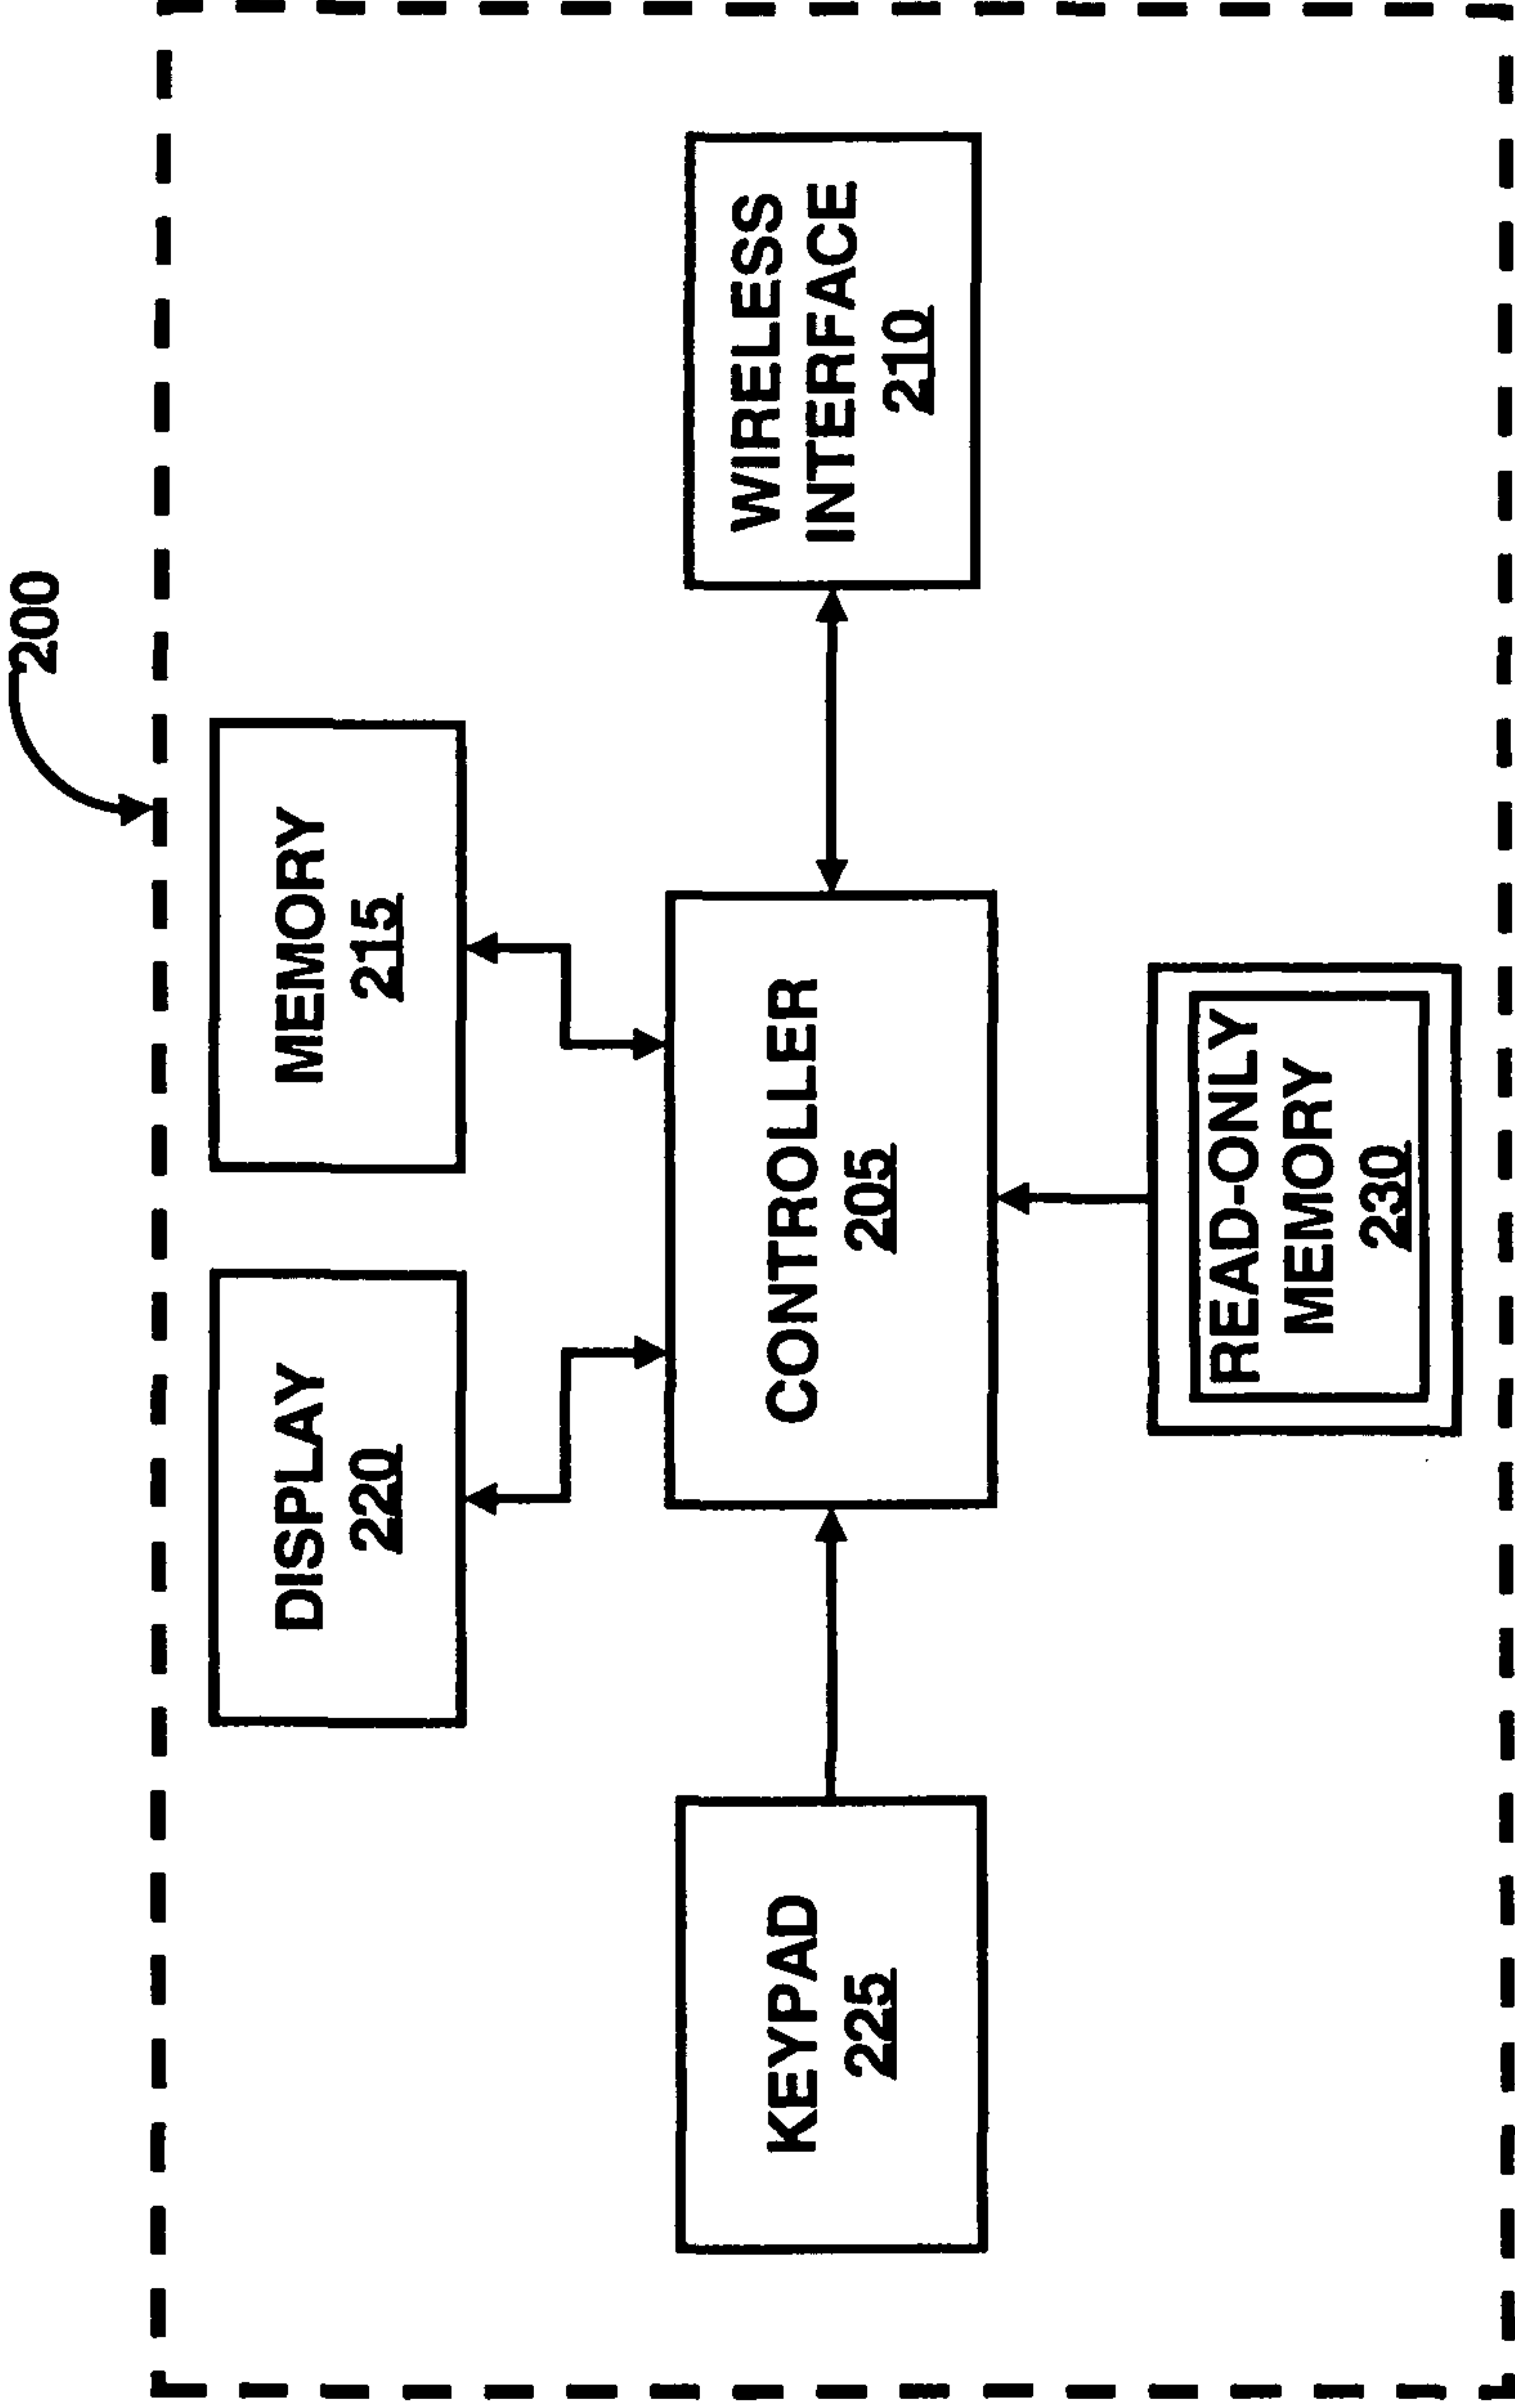 200
DISPLAY
220
MEMORY
215
KEYPAD
225
CONTROLLER
205
WIRELESS
INTERFACE
210
READ-ONLY
MEMORY
230